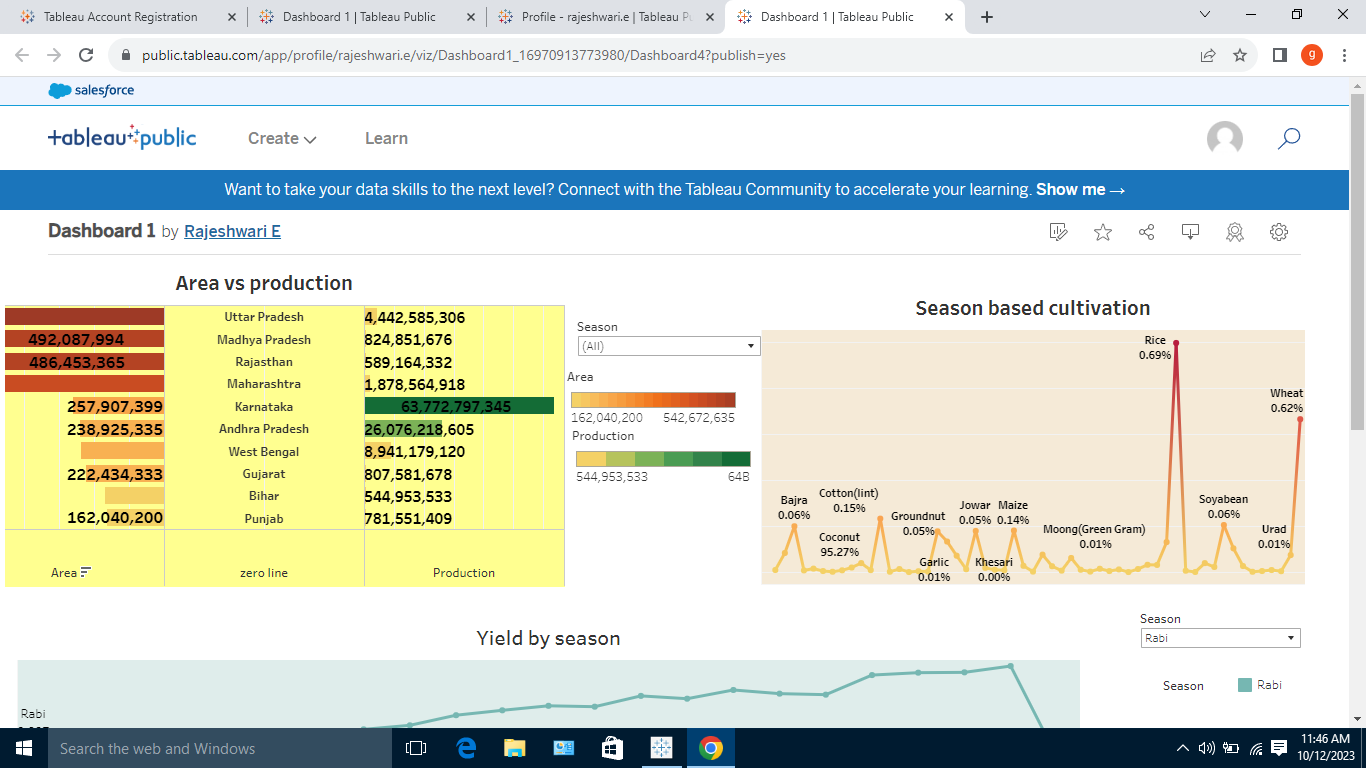 Tableau Account Registration
Dashboard 1 | Tableau Public
Profile - rajeshwari.e | Tableau Pu
Dashboard 1 | Tableau Public
public.tableau.com/app/profile/rajeshwari.e/viz/Dashboard1_16970913773980/Dashboard4?publish=yes
g
salesforce
tableau public
Create
Learn
Want to take your data skills to the next level? Connect with the Tableau Community to accelerate your learning. Show me →
Dashboard 1 by Rajeshwari E
Area vs production
Uttar Pradesh 4,442,585,306
492,087,994 Madhya Pradesh 824,851,676
486,453,365 Rajasthan 589,164,332
Maharashtra 1,878,564,918
257,907,399 Karnataka 63,772,797,345
238,925,335 Andhra Pradesh 26,076,218,605
West Bengal 8,941,179,120
222,434,333 Gujarat 807,581,678
Bihar 544,953,533
162,040,200 Punjab 781,551,409
Area zero line Production
Season
(All)
Area
162,040,200 542,672,635
Production
544,953,533 64B
Season based cultivation
Rice
0.69%
Wheat
0.62%
Bajra
0.06%
Cotton(lint)
0.15%
Coconut
95.27%
Groundnut
0.05%
Garlic
0.01%
Jowar
0.05%
Khesari
0.00%
Maize
0.14%
Moong(Green Gram)
0.01%
Soyabean
0.06%
Urad
0.01%
Yield by season
Season
Rabi
Season Rabi
Rabi
Search the web and Windows
11:46 AM
10/12/2023